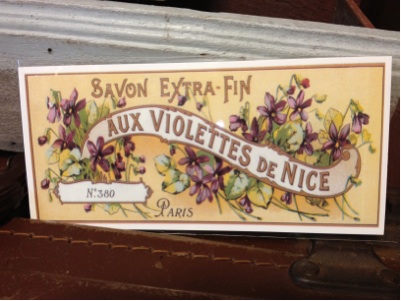 SAVON EXTRA-FIN
AUX VIOLETTES DE NICE
N° 380
PARIS